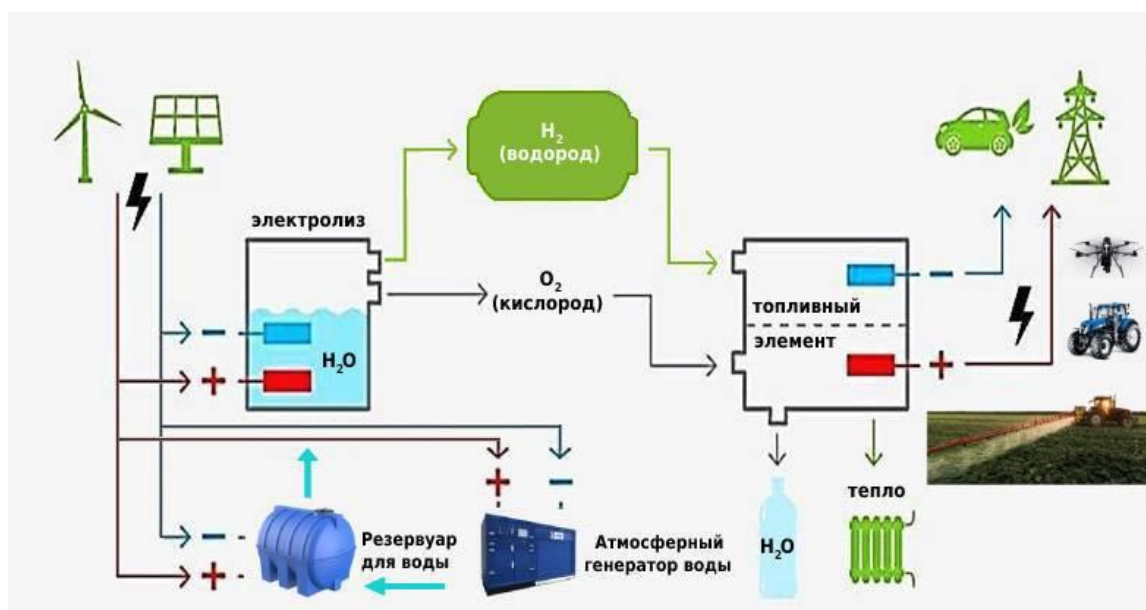 H₂
(водород)
электролиз
O₂
(кислород)
−
+
H₂O
топливный
элемент
−
+
+
−
−
+
Резервуар
для воды
Атмосферный
генератор воды
H₂O
тепло